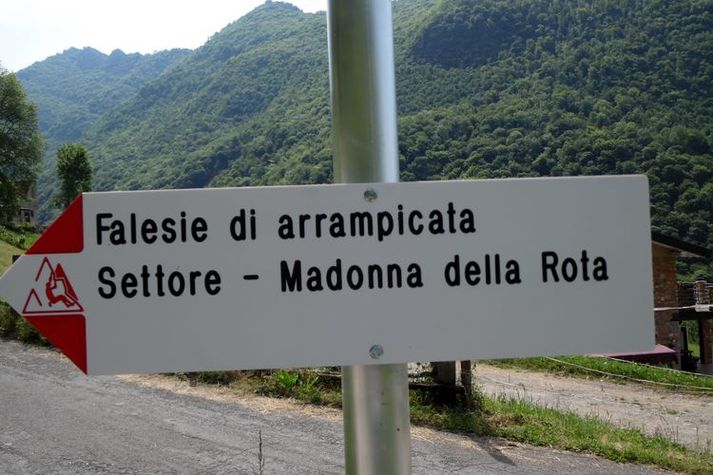 Falesie di arrampicata
Settore - Madonna della Rota